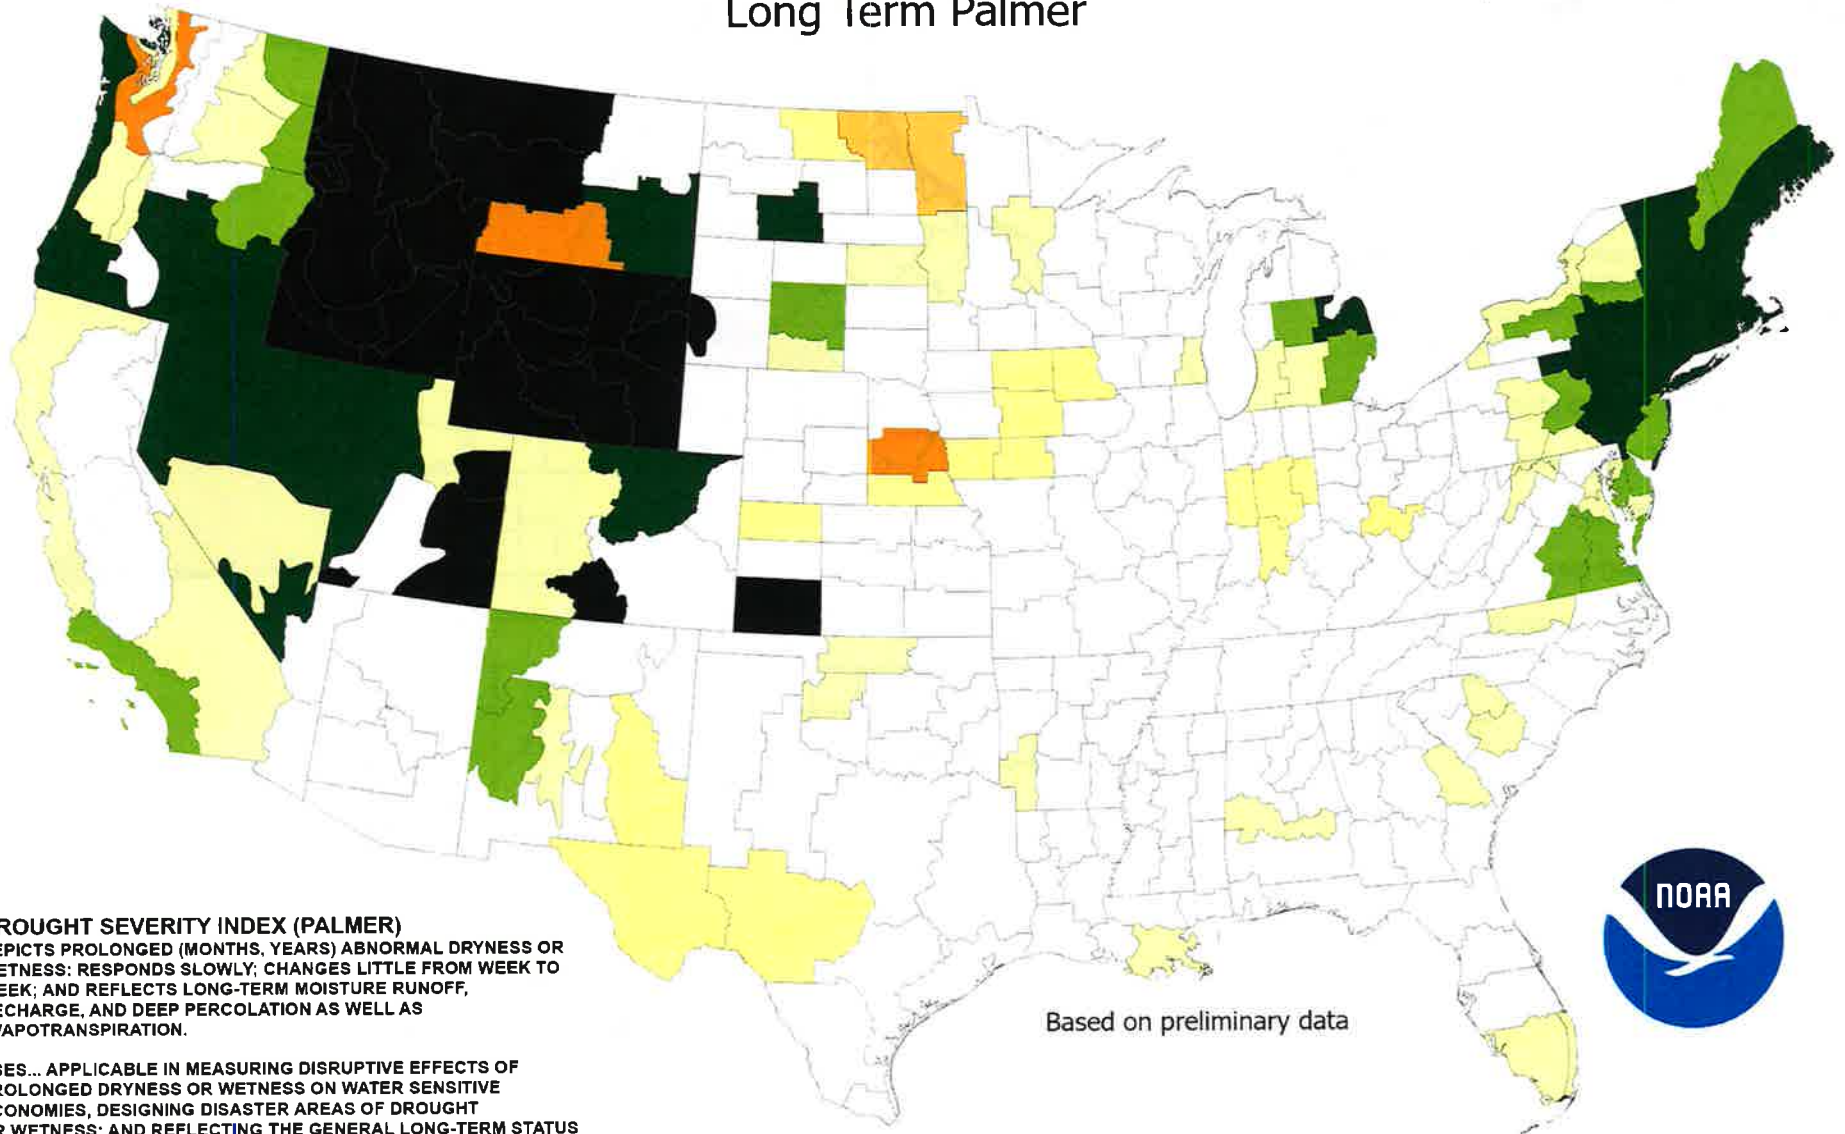 Long Term Palmer
ROUGHT SEVERITY INDEX (PALMER)
EPICTS PROLONGED (MONTHS, YEARS) ABNORMAL DRYNESS OR
ETNESS: RESPONDS SLOWLY; CHANGES LITTLE FROM WEEK TO
EEK; AND REFLECTS LONG-TERM MOISTURE RUNOFF,
ECHARGE, AND DEEP PERCOLATION AS WELL AS
VAPOTRANSPIRATION.
SES... APPLICABLE IN MEASURING DISRUPTIVE EFFECTS OF
ROLONGED DRYNESS OR WETNESS ON WATER SENSITIVE
CONOMIES, DESIGNING DISASTER AREAS OF DROUGHT
R WETNESS; AND REFLECTING THE GENERAL LONG-TERM STATUS
Based on preliminary data
NOAA